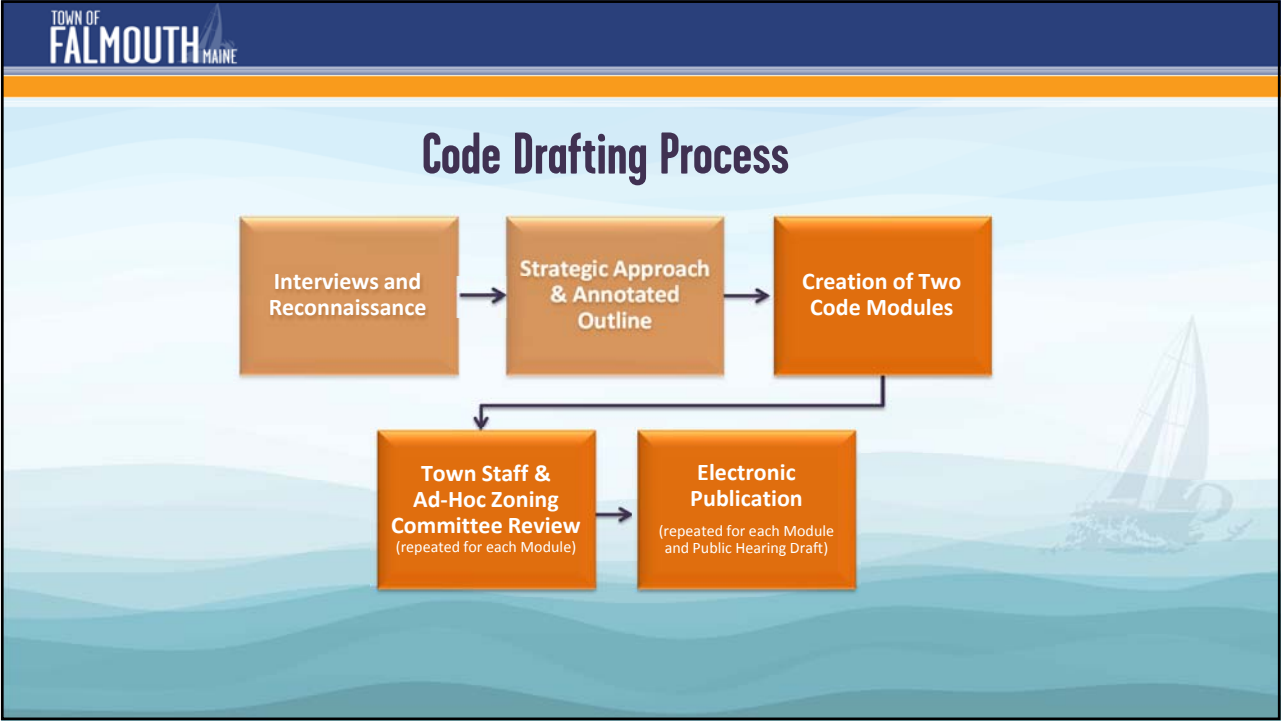 TOWN OF
FALMOUTH MAINE
Code Drafting Process
Interviews and
Reconnaissance
Strategic Approach
& Annotated
Outline
Creation of Two
Code Modules
Town Staff &
Ad-Hoc Zoning
Committee Review
(repeated for each Module)
Electronic
Publication
(repeated for each Module
and Public Hearing Draft)